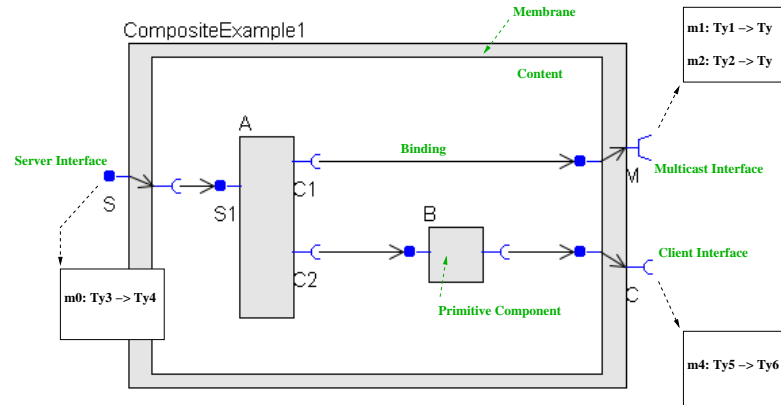 CompositeExample1
Membrane
m1: Ty1 –> Ty
m2: Ty2 –> Ty
Content
A
Server Interface
Binding
Multicast Interface
S
S1
C1
M
B
C2
Client Interface
C
m0: Ty3 –> Ty4
Primitive Component
m4: Ty5 –> Ty6